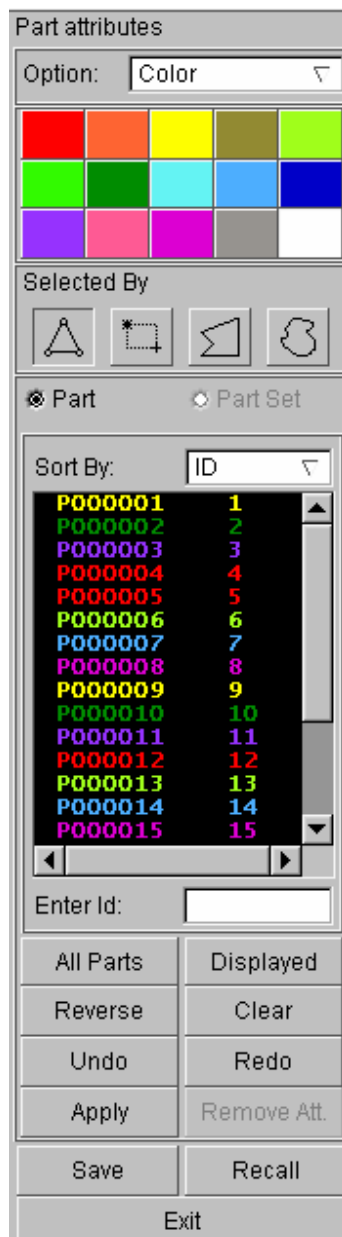 Part attributes
Option: Color
Selected By
Part Part Set
Sort By: ID
P000001 1
P000002 2
P000003 3
P000004 4
P000005 5
P000006 6
P000007 7
P000008 8
P000009 9
P000010 10
P000011 11
P000012 12
P000013 13
P000014 14
P000015 15
Enter Id:
All Parts Displayed
Reverse Clear
Undo Redo
Apply Remove Att.
Save Recall
Exit